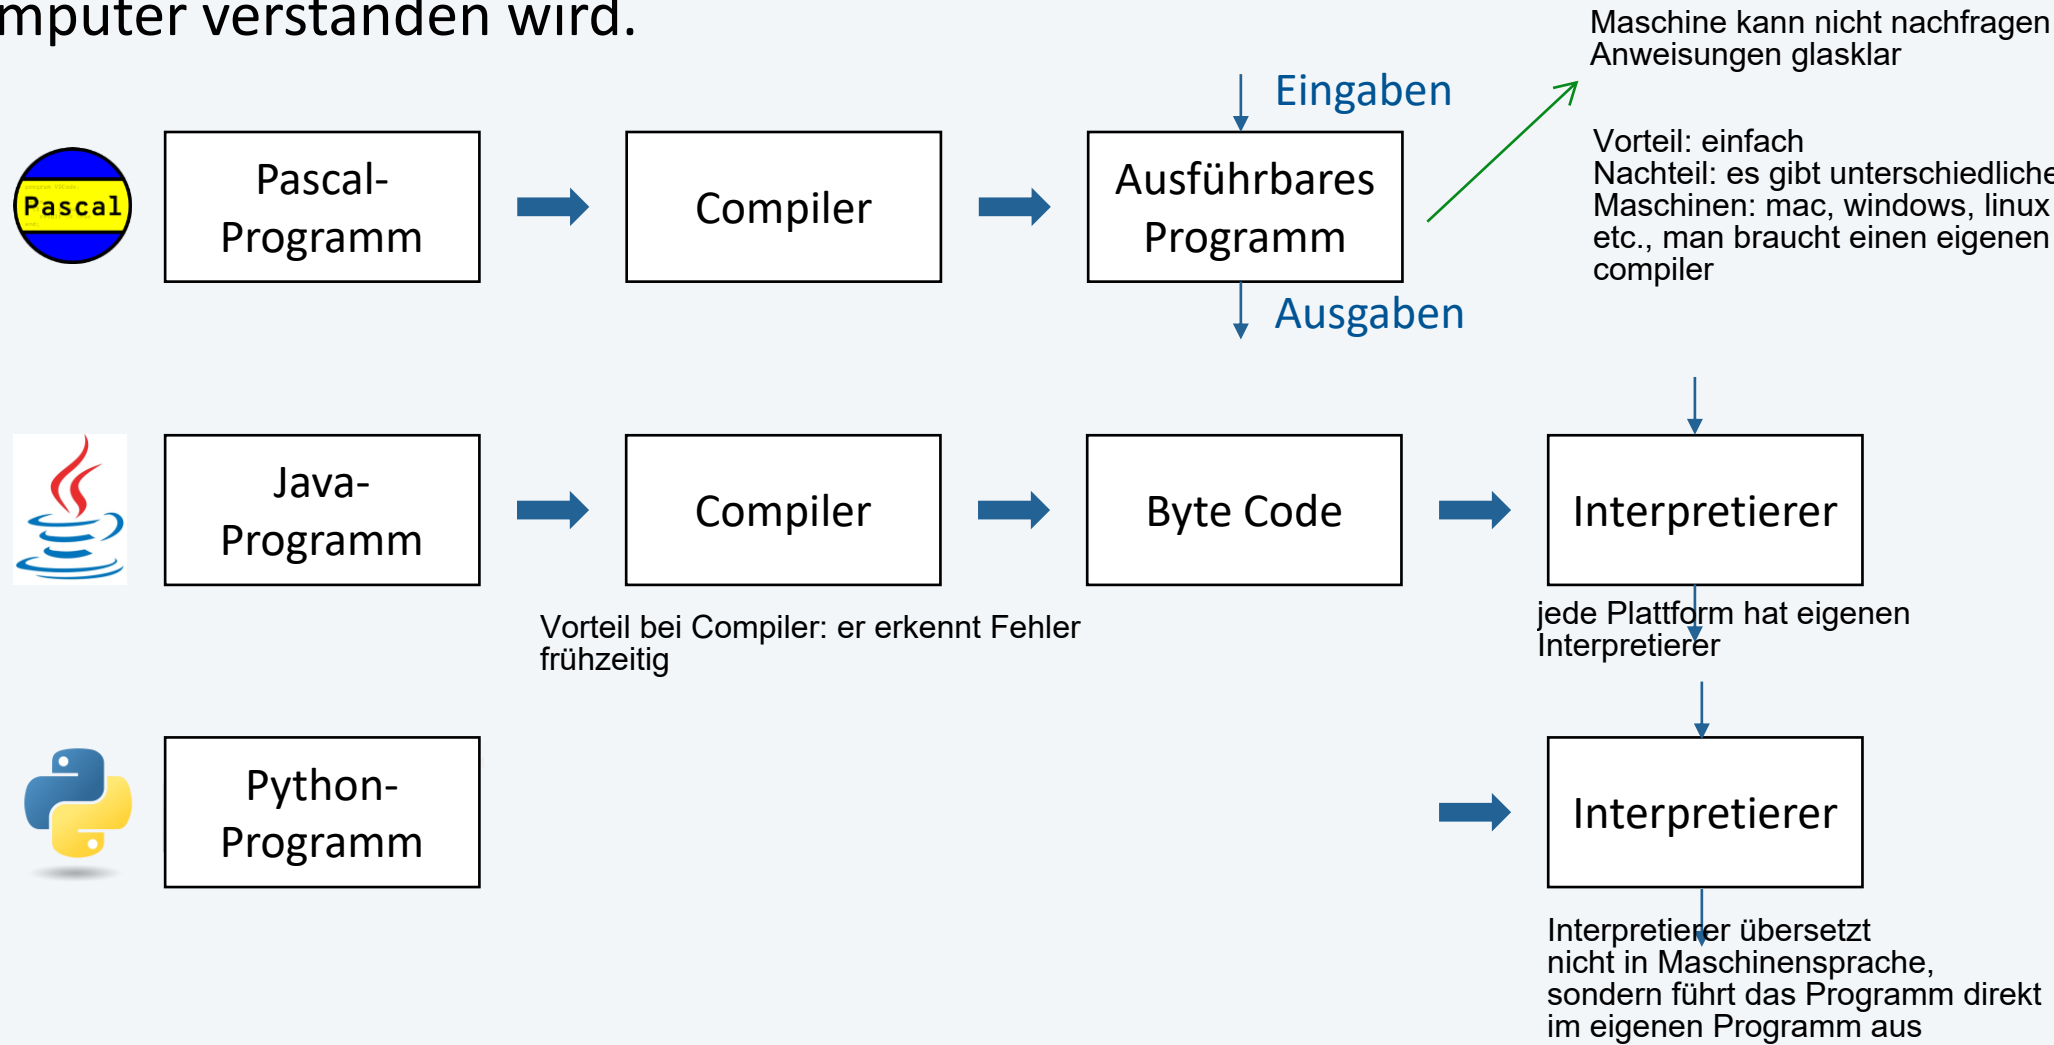 mputer verstanden wird.
Maschine kann nicht nachfragen
Anweisungen glasklar
Eingaben
Vorteil: einfach
Nachteil: es gibt unterschiedliche
Maschinen: mac, windows, linux
etc., man braucht einen eigenen
compiler
Pascal
Pascal-
Programm
Compiler
Ausführbares
Programm
Ausgaben
Java-
Programm
Compiler
Byte Code
Interpretierer
Vorteil bei Compiler: er erkennt Fehler
frühzeitig
jede Plattform hat eigenen
Interpretierer
Python-
Programm
Interpretierer
Interpretierer übersetzt
nicht in Maschinensprache,
sondern führt das Programm direkt
im eigenen Programm aus